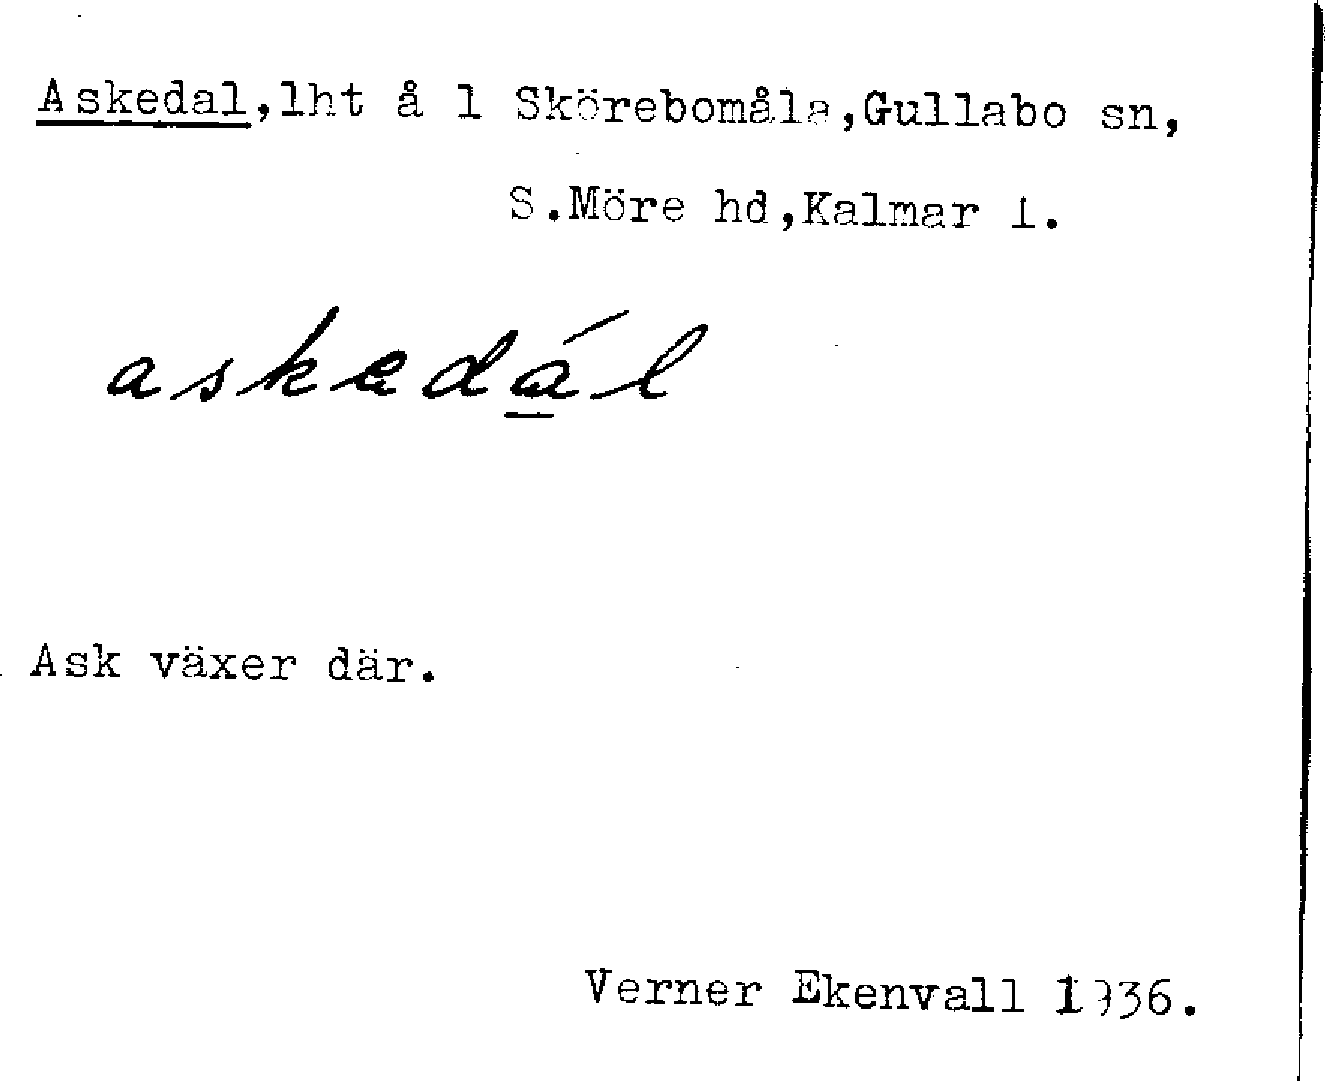 Askedal,lht å 1 Skörebomåla,Gullabo sn,
S.Möre hd,Kalmar l.
askedál
Ask växer där.
Verner Ekenvall 1936.